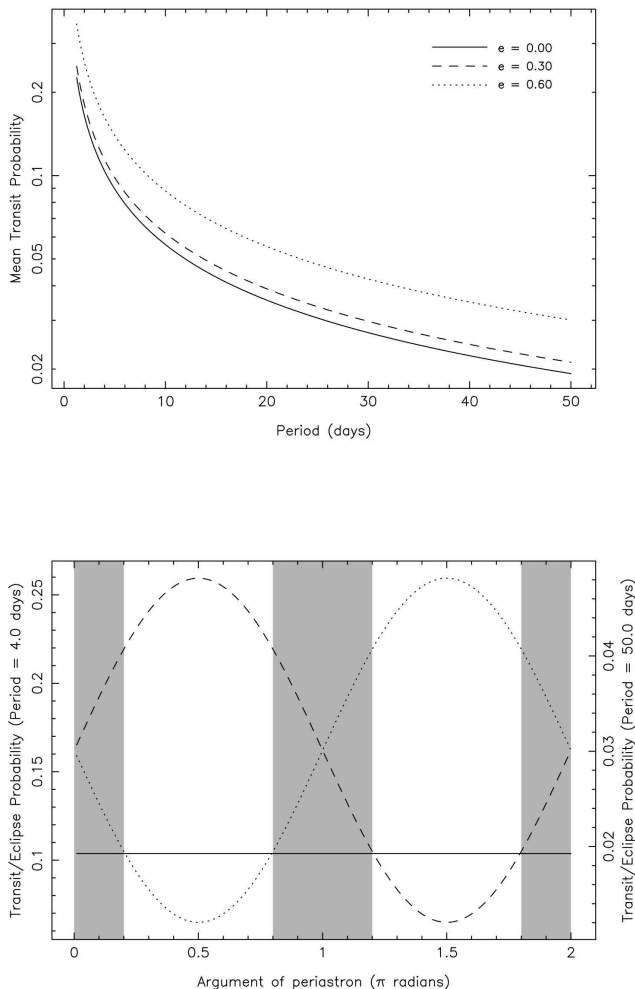 Mean Transit Probability
0.2
0.1
0.05
0.02
e = 0.00
e = 0.30
e = 0.60
0 10 20 30 40 50
Period (days)
Transit/Eclipse Probability (Period = 4.0 days)
0.25
0.2
0.15
0.1
0.04
0.03
0.02
Transit/Eclipse Probability (Period = 50.0 days)
0 0.5 1 1.5 2
Argument of periastron (π radians)